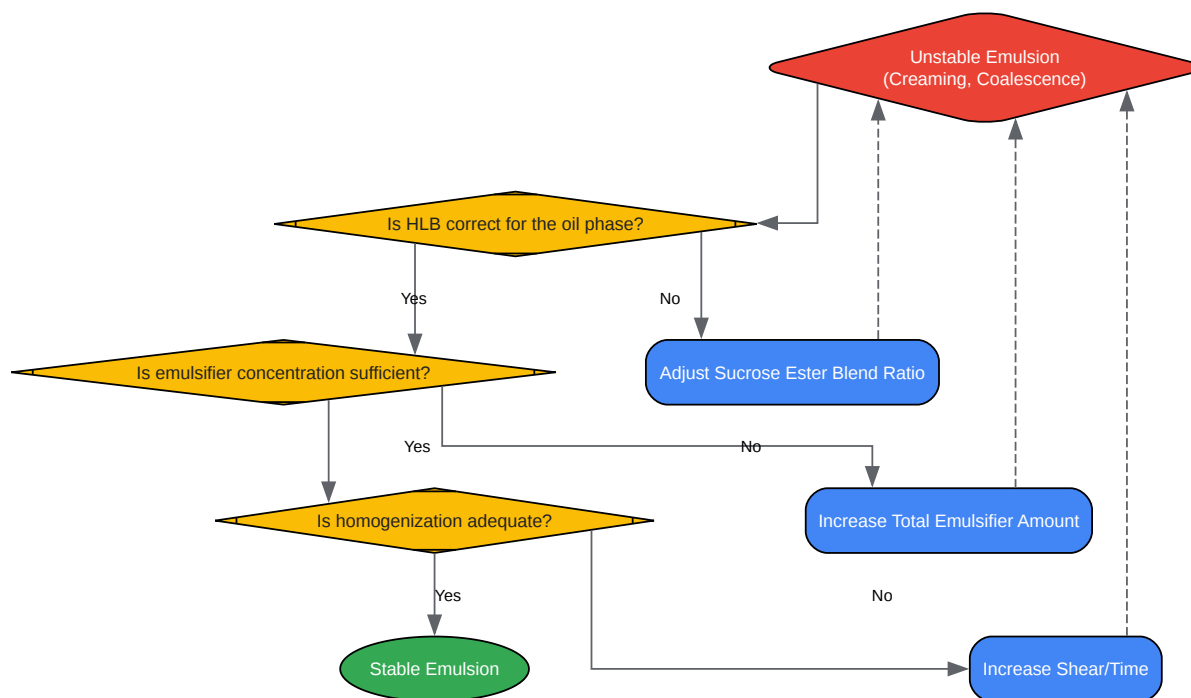 Unstable Emulsion
(Creaming, Coalescence)
Is HLB correct for the oil phase?
Yes
No
Is emulsifier concentration sufficient?
Adjust Sucrose Ester Blend Ratio
Yes
No
Is homogenization adequate?
Increase Total Emulsifier Amount
Yes
No
Stable Emulsion
Increase Shear/Time